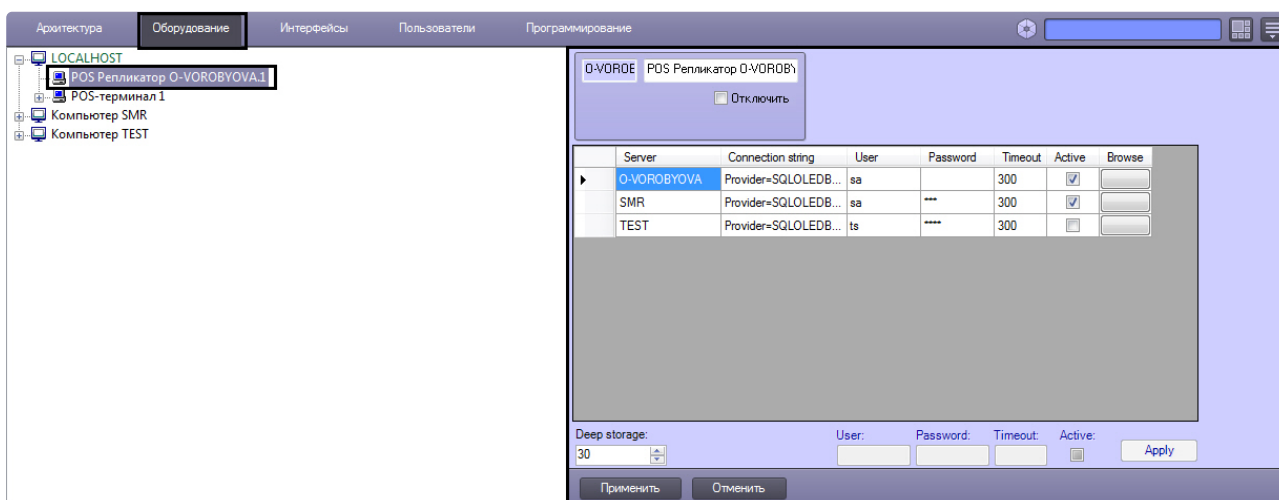 Архитектура Оборудование Интерфейсы Пользователи Программирование
LOCALHOST
POS Репликатор O-VOROBYOVA.1
POS-терминал 1
Компьютер SMR
Компьютер TEST
O-VOROE POS Репликатор O-VOROBY
Отключить
Server Connection string User Password Timeout Active Browse
O-VOROBYOVA Provider=SQLOLEDB... sa 300
SMR Provider=SQLOLEDB... sa *** 300
TEST Provider=SQLOLEDB... ts **** 300
Deep storage: User: Password: Timeout: Active:
30 Apply
Применить Отменить